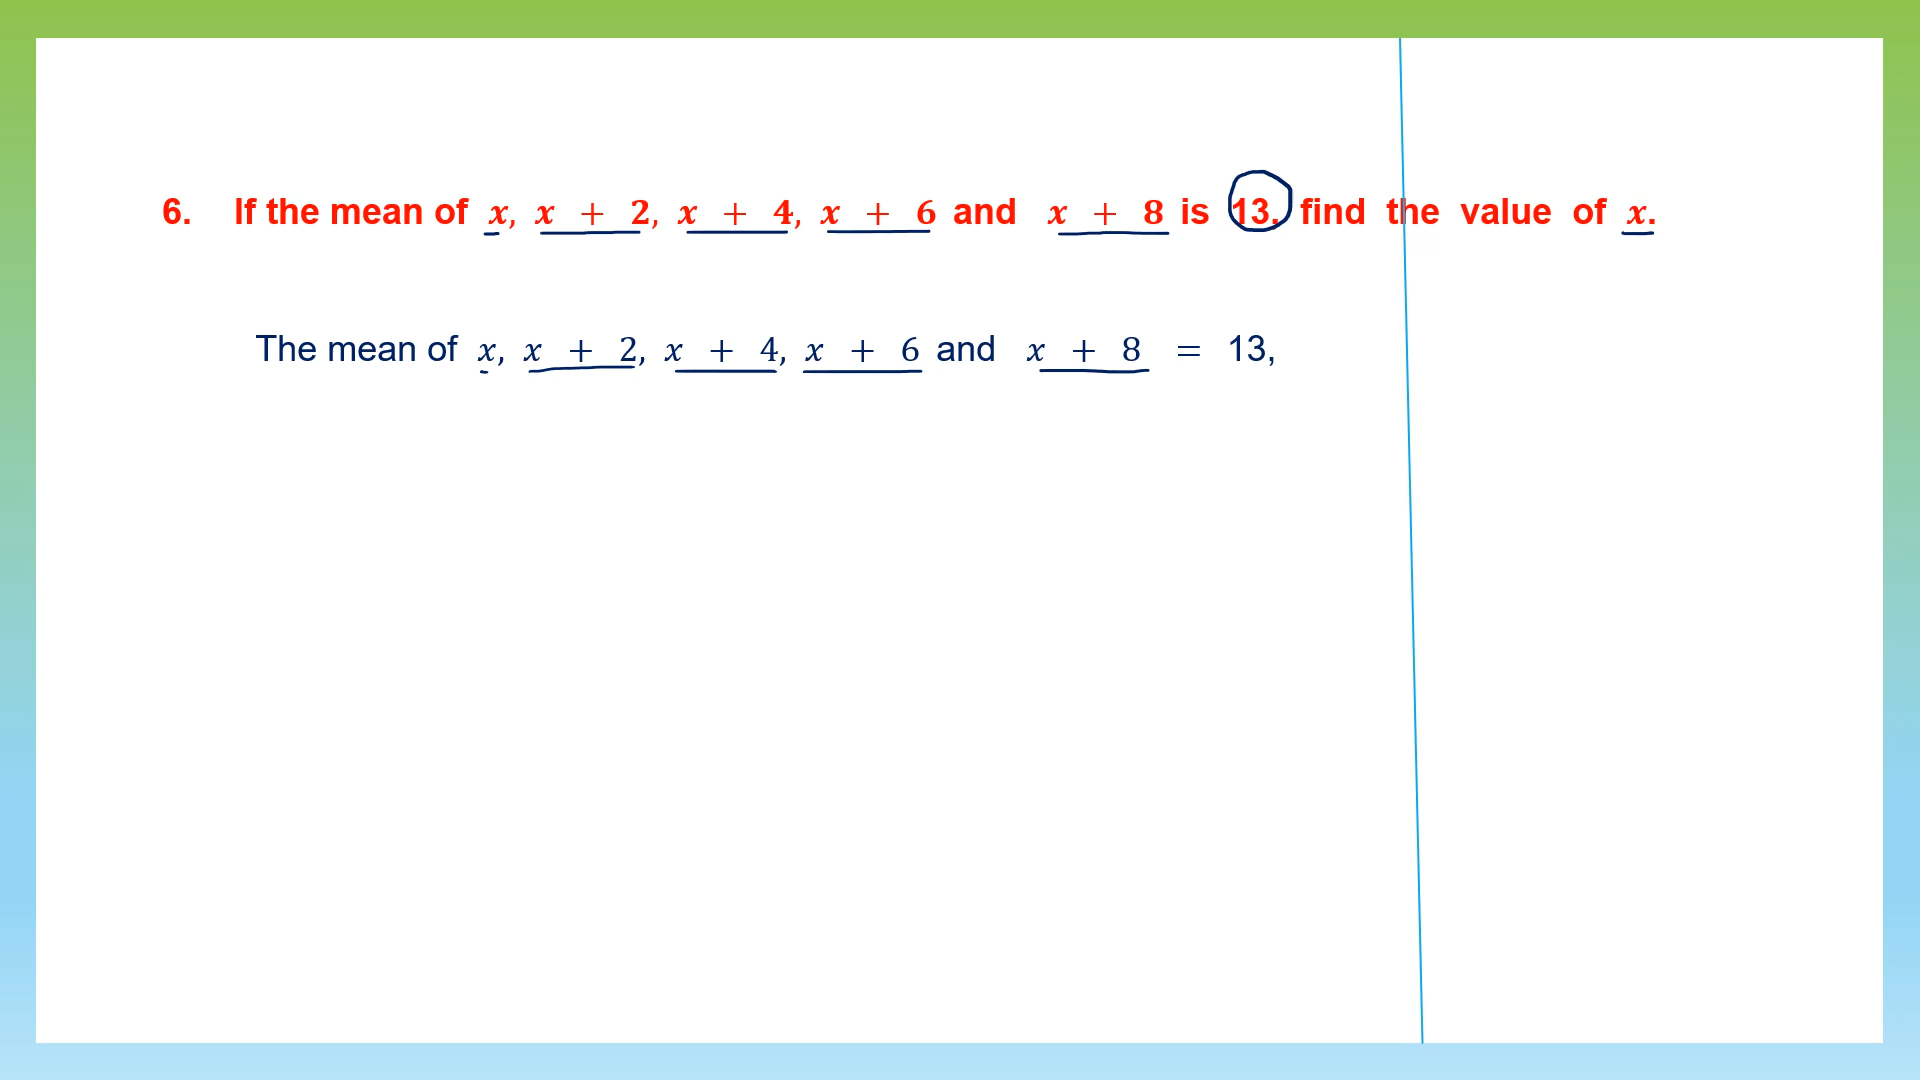 6. If the mean of x, x + 2, x + 4, x + 6 and x + 8 is 13, find the value of x.
The mean of x, x + 2, x + 4, x + 6 and x + 8 = 13,